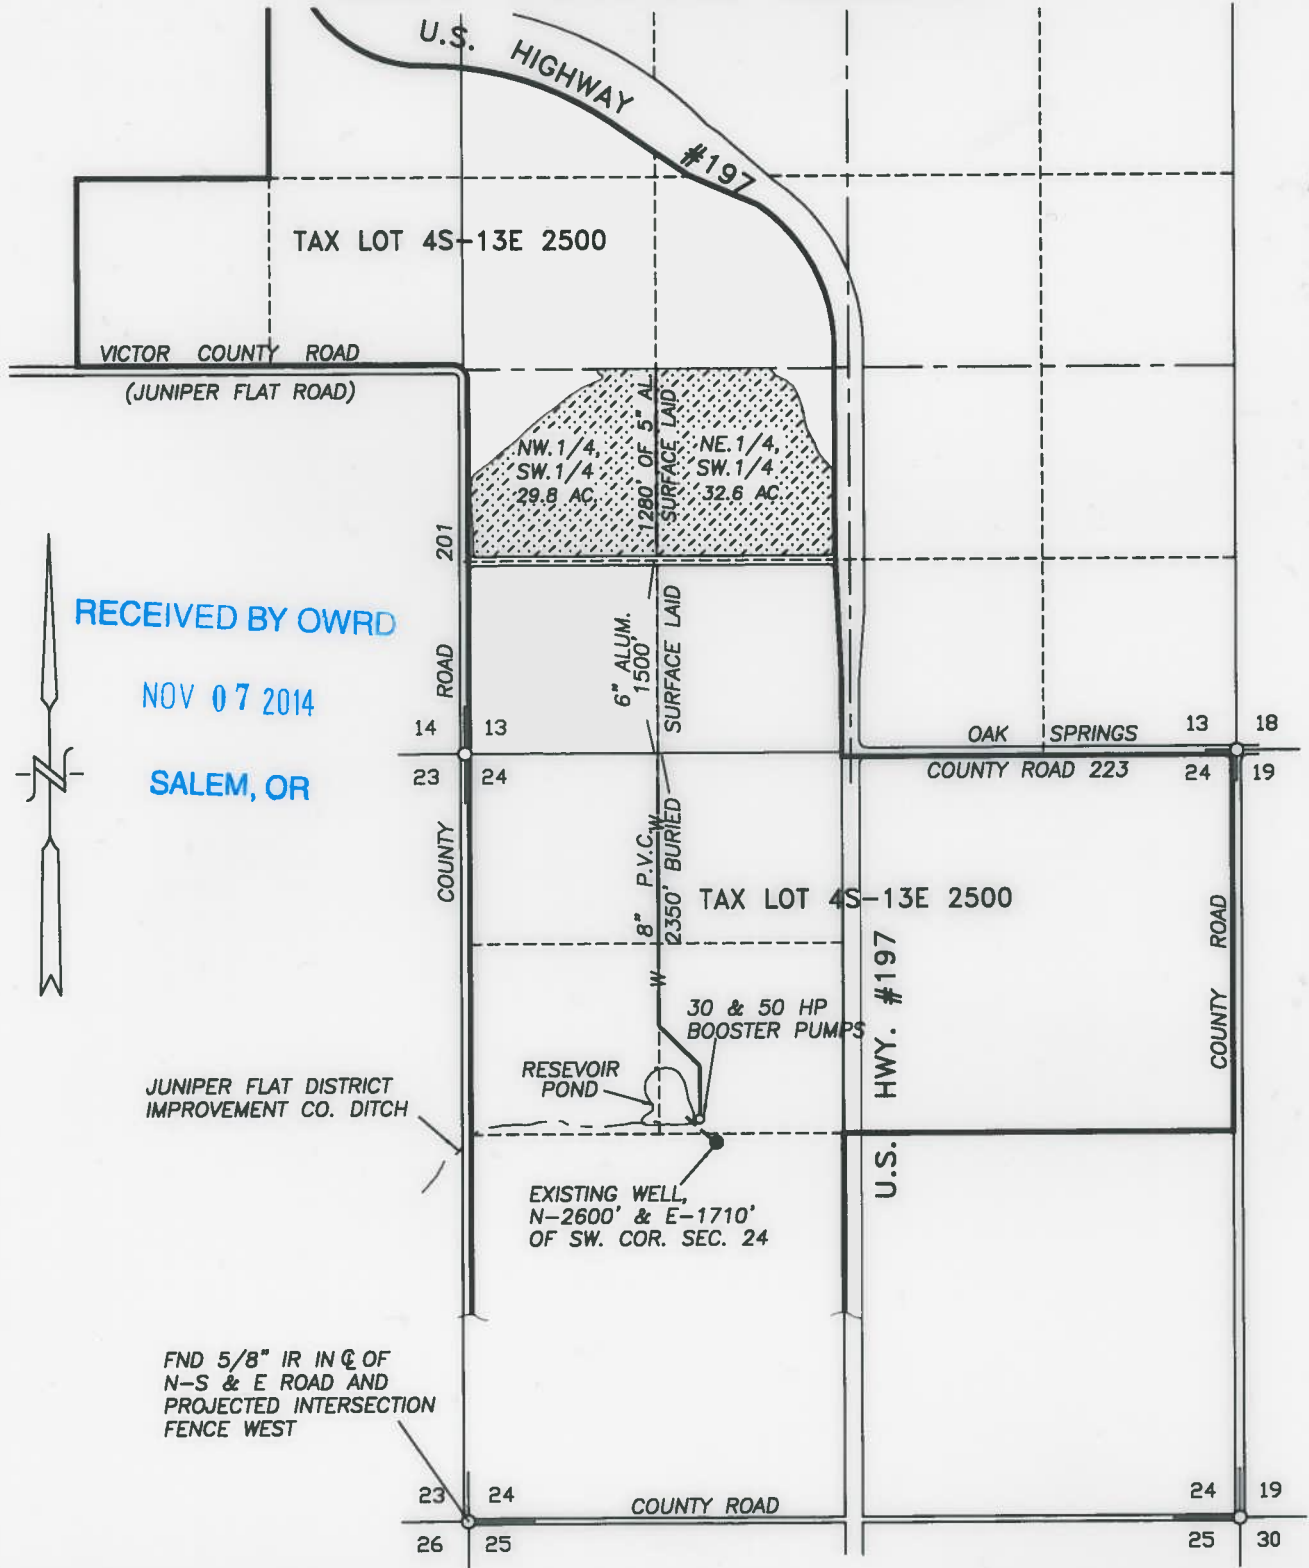 U.S. HIGHWAY #197
TAX LOT 4S-13E 2500
VICTOR COUNTY ROAD
(JUNIPER FLAT ROAD)
NW.1/4,
SW.1/4
29.8 AC.
1280' OF 5" AL
SURFACE LAID
NE.1/4,
SW.1/4
32.6 AC.
COUNTY ROAD 201
RECEIVED BY OWRD
NOV 07 2014
SALEM, OR
6" ALUM.
1500'
SURFACE LAID
14 13
23 24
OAK SPRINGS
COUNTY ROAD 223
13 18
24 19
8" P.V.C.
2350' BURIED
W
W
TAX LOT 4S-13E 2500
U.S. HWY. #197
COUNTY ROAD
30 & 50 HP
BOOSTER PUMPS
RESEVOIR
POND
JUNIPER FLAT DISTRICT
IMPROVEMENT CO. DITCH
EXISTING WELL,
N-2600' & E-1710'
OF SW. COR. SEC. 24
N
FND 5/8" IR IN ℄ OF
N-S & E ROAD AND
PROJECTED INTERSECTION
FENCE WEST
23 24
26 25
COUNTY ROAD
24 19
25 30